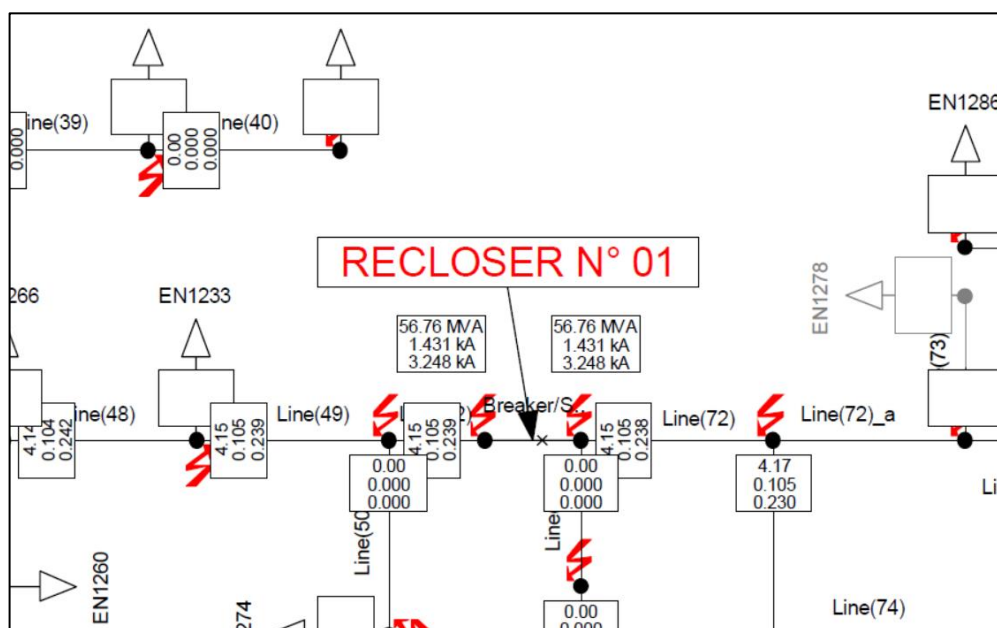 EN1286
ine(39)
0.000
0.00
0.000
0.000
ne(40)
EN1278
RECLOSER N° 01
266
EN1233
56.76 MVA
1.431 kA
3.248 kA
56.76 MVA
1.431 kA
3.248 kA
(73)
ine(48)
4.14
0.104
0.242
Line(49)
4.15
0.105
0.239
4.15
0.105
0.239
Breaker/S...
4.15
0.105
0.238
Line(72)
Line(72)_a
0.00
0.000
0.000
0.00
0.000
0.000
4.17
0.105
0.230
Line(50
Line
EN1260
274
0.00
0.000
Line(74)